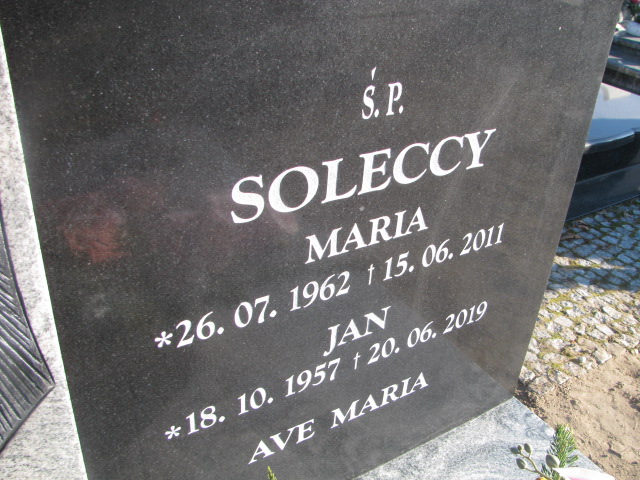 Ś.P.
SOLECCY
MARIA
*26.07.1962 †15.06.2011
JAN
*18.10.1957 †20.06.2019
AVE MARIA